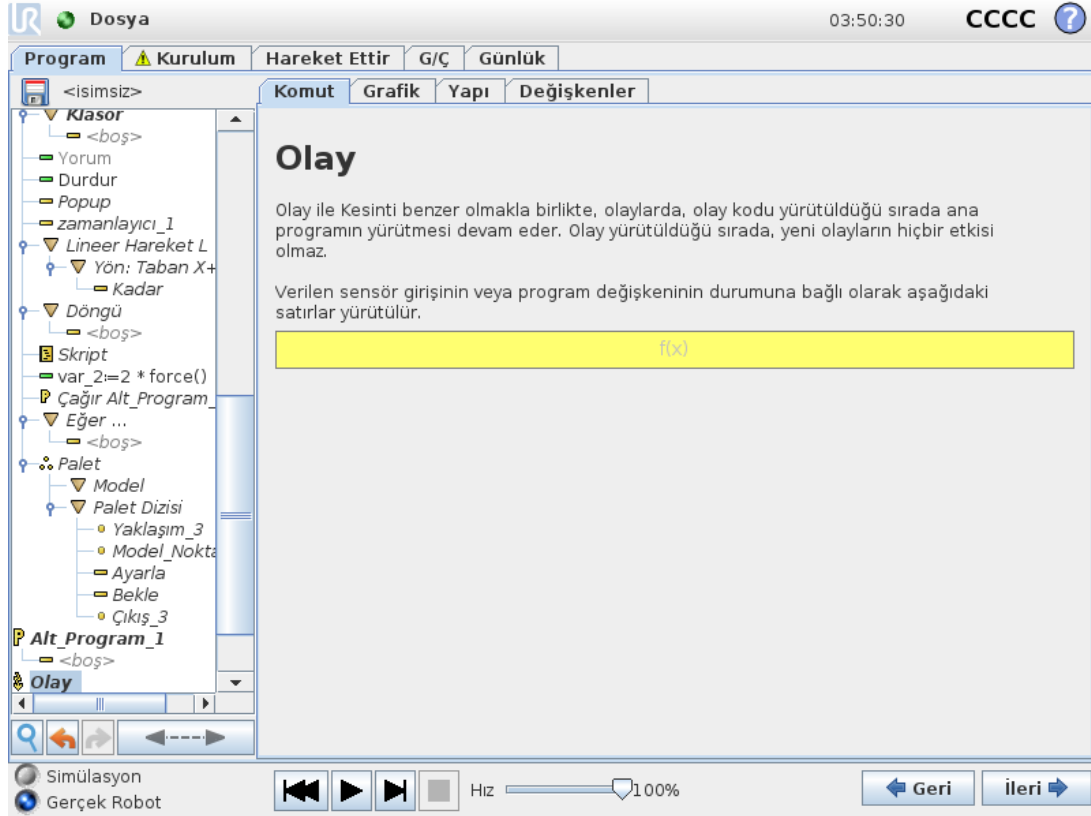 UR Dosya 03:50:30 CCCC ?
Program Kurulum Hareket Ettir G/Ç Günlük
<isimsiz>
Komut Grafik Yapı Değişkenler
Klasör
<boş>
Yorum
Durdur
Popup
zamanlayıcı_1
Lineer Hareket L
Yön: Taban X+
Kadar
Döngü
<boş>
Skript
var_2≔2 * force()
Çağır Alt_Program_
Eğer ...
<boş>
Palet
Model
Palet Dizisi
Yaklaşım_3
Model_Nokta
Ayarla
Bekle
Çıkış_3
P Alt_Program_1
<boş>
Olay
Olay
Olay ile Kesinti benzer olmakla birlikte, olaylarda, olay kodu yürütüldüğü sırada ana
programın yürütmesi devam eder. Olay yürütüldüğü sırada, yeni olayların hiçbir etkisi
olmaz.
Verilen sensör girişinin veya program değişkeninin durumuna bağlı olarak aşağıdaki
satırlar yürütülür.
f(x)
Simülasyon
Gerçek Robot
Hız 100%
Geri İleri